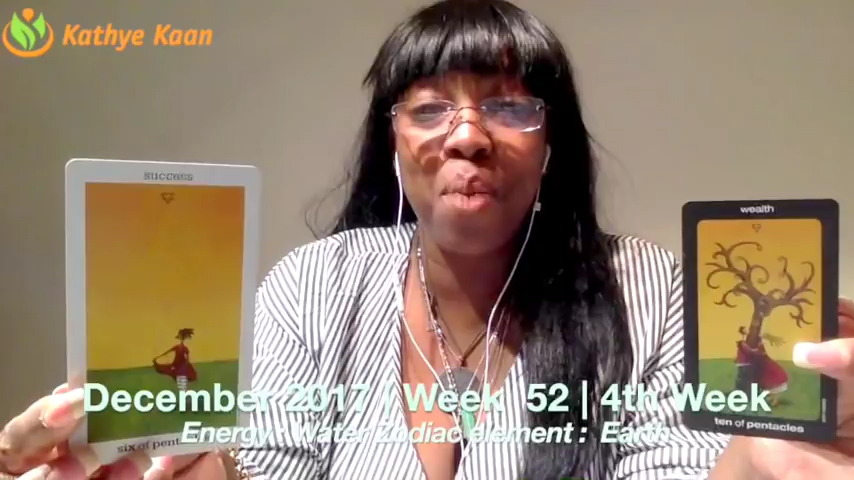 Kathye Kaan
success
wealth
December 2017 | Week 52 | 4th Week
Energy : Water Zodiac element : Earth
six of pent
ten of pentacles